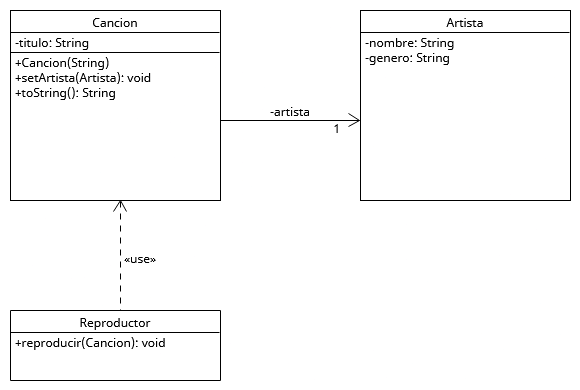 Cancion
-titulo: String
+Cancion(String)
+setArtista(Artista): void
+toString(): String
-artista
1
Artista
-nombre: String
-genero: String
«use»
Reproductor
+reproducir(Cancion): void